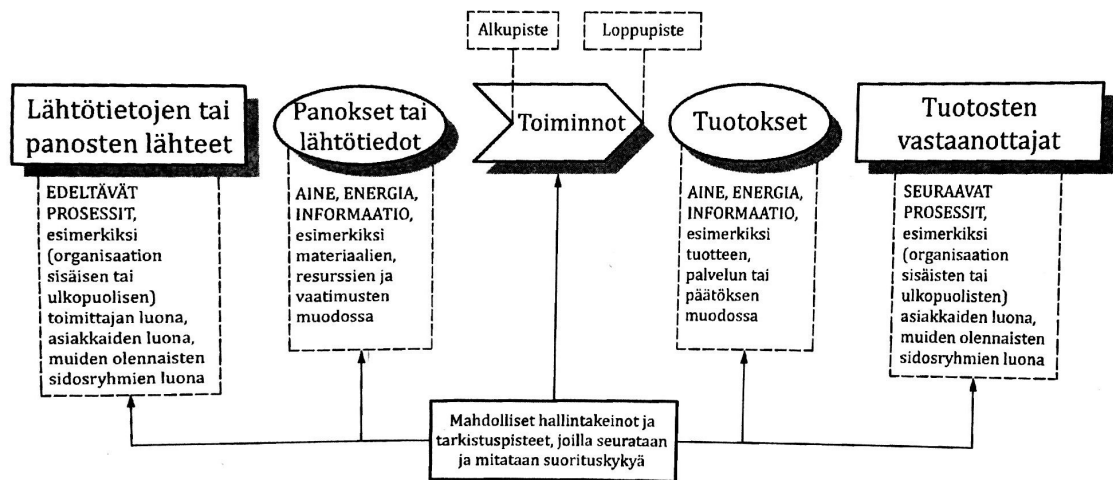 Alkupiste
Loppupiste
Lähtötietojen tai
panosten lähteet
Panokset tai
lähtötiedot
Toiminnot
Tuotokset
Tuotosten
vastaanottajat
EDELTÄVÄT
PROSESSIT,
esimerkiksi
(organisaation
sisäisen tai
ulkopuolisen)
toimittajan luona,
asiakkaiden luona,
muiden olennaisten
sidosryhmien luona
AINE, ENERGIA,
INFORMAATIO,
esimerkiksi
materiaalien,
resurssien ja
vaatimusten
muodossa
AINE, ENERGIA,
INFORMAATIO,
esimerkiksi
tuotteen,
palvelun tai
päätöksen
muodossa
SEURAAVAT
PROSESSIT,
esimerkiksi
(organisaation
sisäisten tai
ulkopuolisten)
asiakkaiden luona,
muiden olennaisten
sidosryhmien luona
Mahdolliset hallintakeinot ja
tarkistuspisteet, joilla seurataan
ja mitataan suorituskykyä